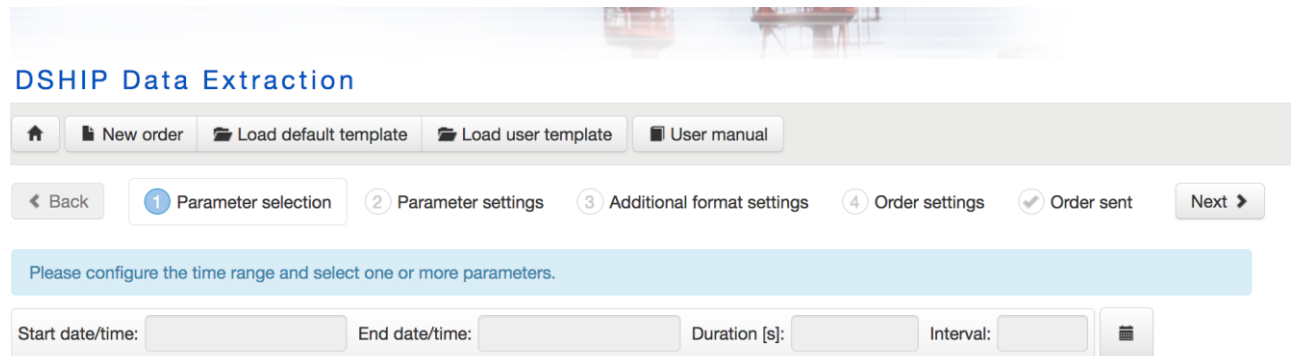 DSHIP Data Extraction
New order Load default template Load user template User manual
Back 1 Parameter selection 2 Parameter settings 3 Additional format settings 4 Order settings Order sent Next
Please configure the time range and select one or more parameters.
Start date/time: End date/time: Duration [s]: Interval: